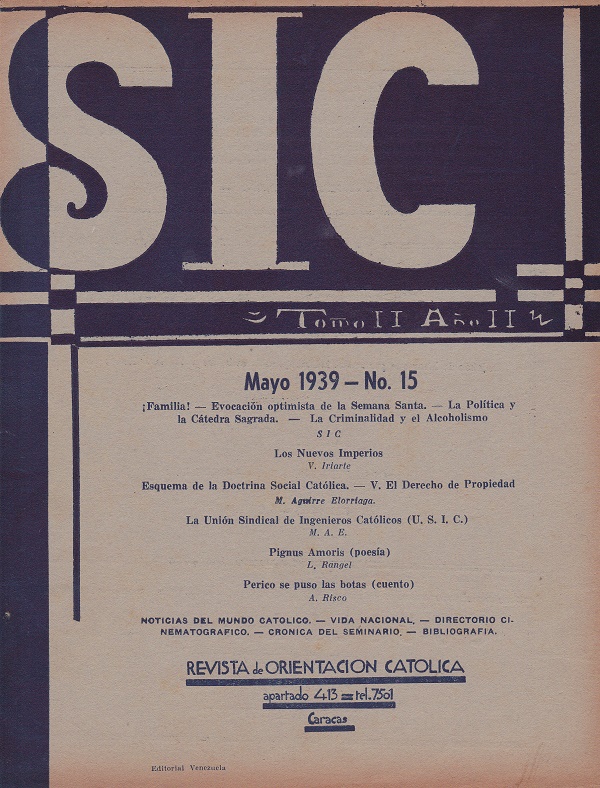 SIC
Tomo II Año II
Mayo 1939 — No. 15
¡Familia! — Evocación optimista de la Semana Santa. — La Política y
la Cátedra Sagrada. — La Criminalidad y el Alcoholismo
S I C
Los Nuevos Imperios
V. Iriarte
Esquema de la Doctrina Social Católica. — V. El Derecho de Propiedad
M. Aguirre Elorriaga.
La Unión Sindical de Ingenieros Católicos (U. S. I. C.)
M. A. E.
Pignus Amoris (poesía)
L. Rangel
Perico se puso las botas (cuento)
A. Risco
NOTICIAS DEL MUNDO CATOLICO. — VIDA NACIONAL. — DIRECTORIO CI-
NEMATOGRAFICO. — CRONICA DEL SEMINARIO. — BIBLIOGRAFIA.
REVISTA de ORIENTACION CATOLICA
apartado 413 = tel. 7561
Caracas
Editorial Venezuela